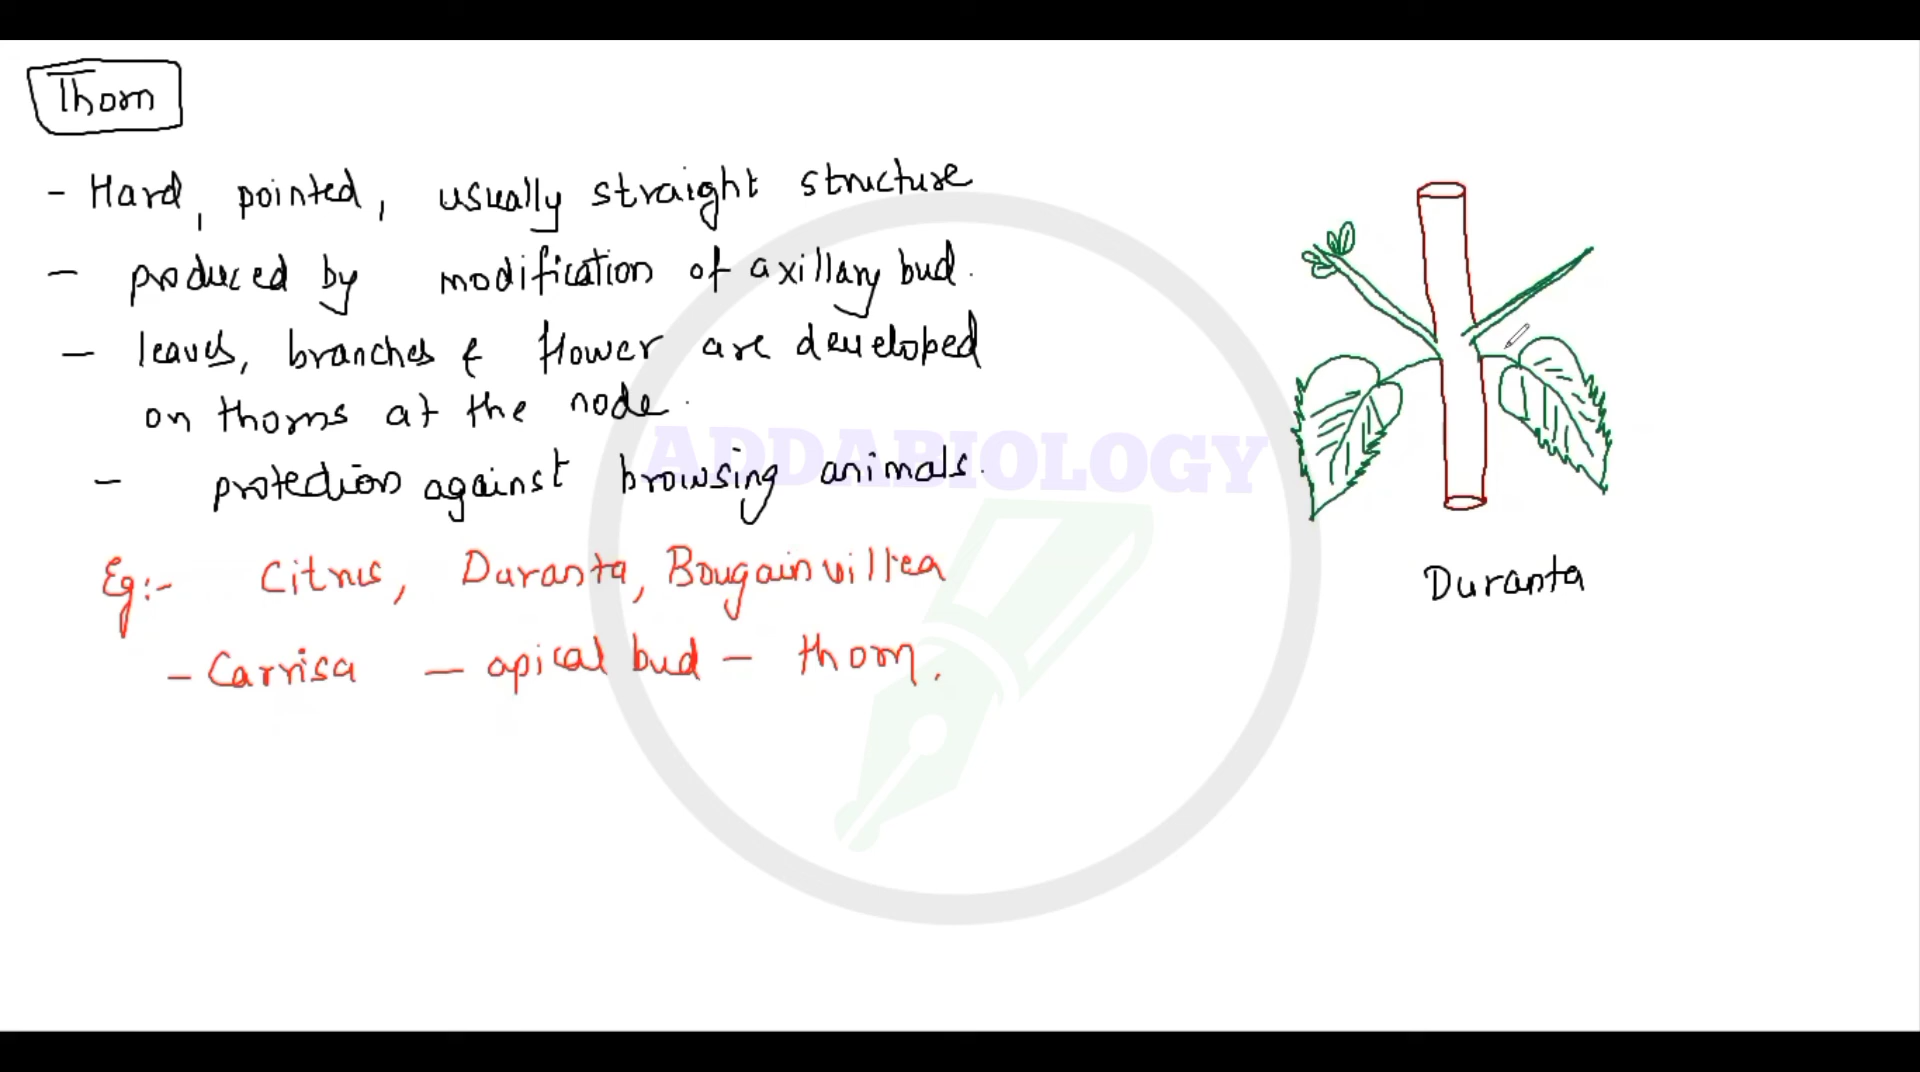 Thorn
- Hard, pointed, usually straight structure
- produced by modification of axillary bud.
- leaves, branches & flower are developed
on thorns at the node.
- protection against browsing animals.
ADDABIOLOGY
Eg:- Citrus, Duranta, Bougainvillea
- Carrisa - apical bud - thorn.
Duranta